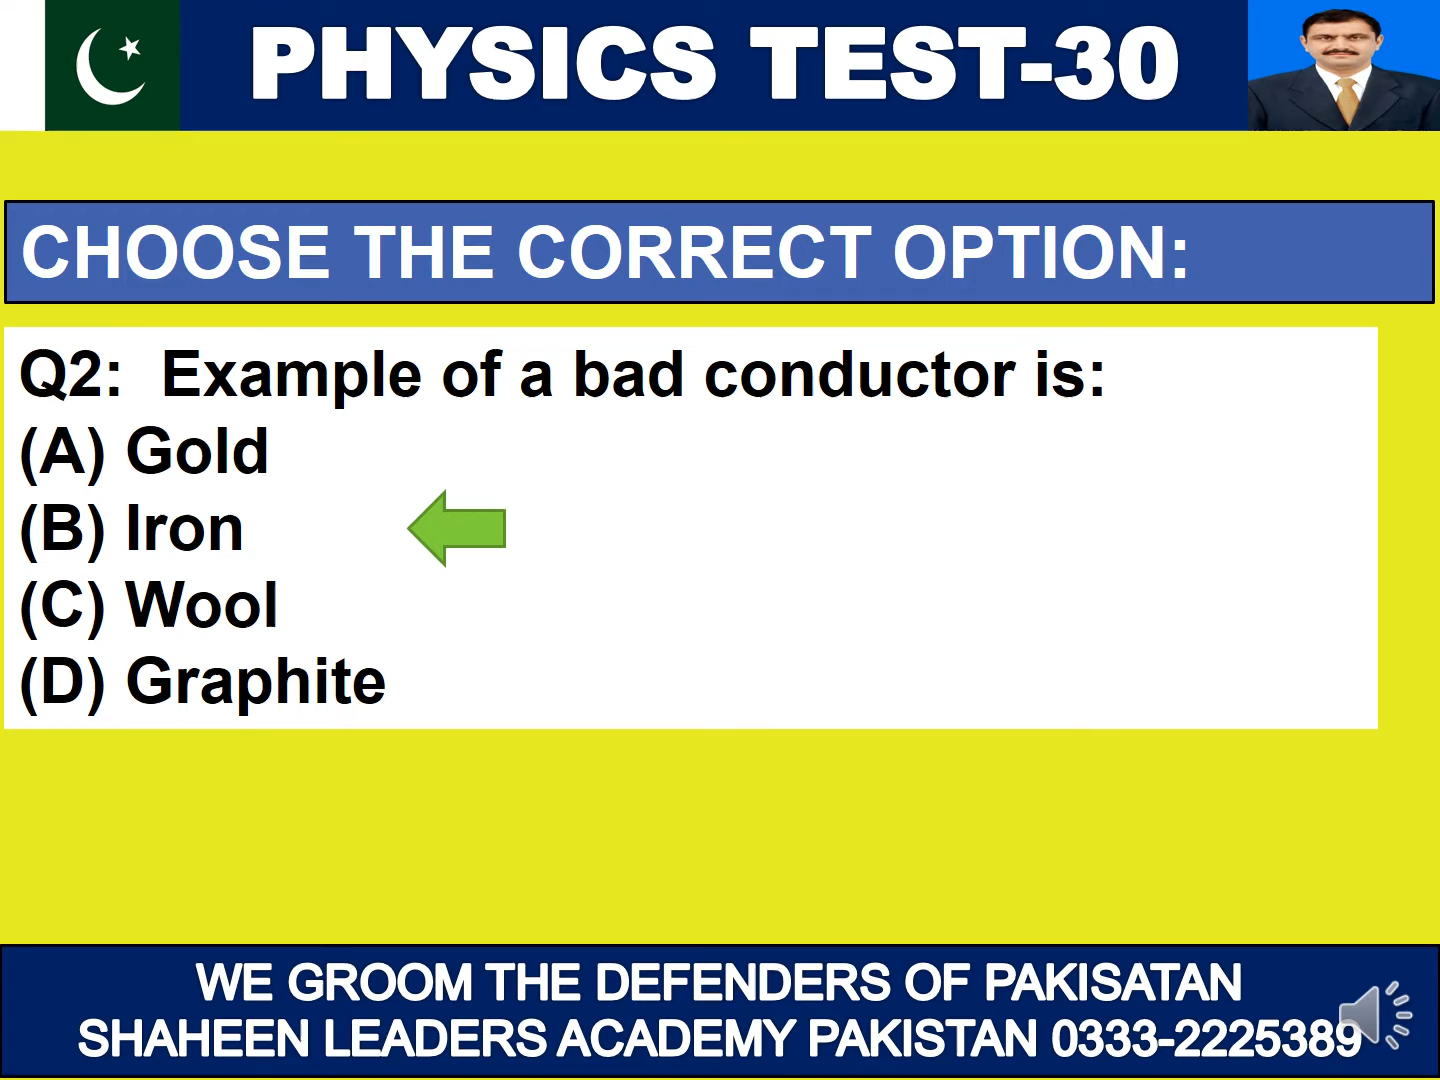 PHYSICS TEST-30
CHOOSE THE CORRECT OPTION:
Q2: Example of a bad conductor is:
(A) Gold
(B) Iron
(C) Wool
(D) Graphite
WE GROOM THE DEFENDERS OF PAKISATAN
SHAHEEN LEADERS ACADEMY PAKISTAN 0333-2225389